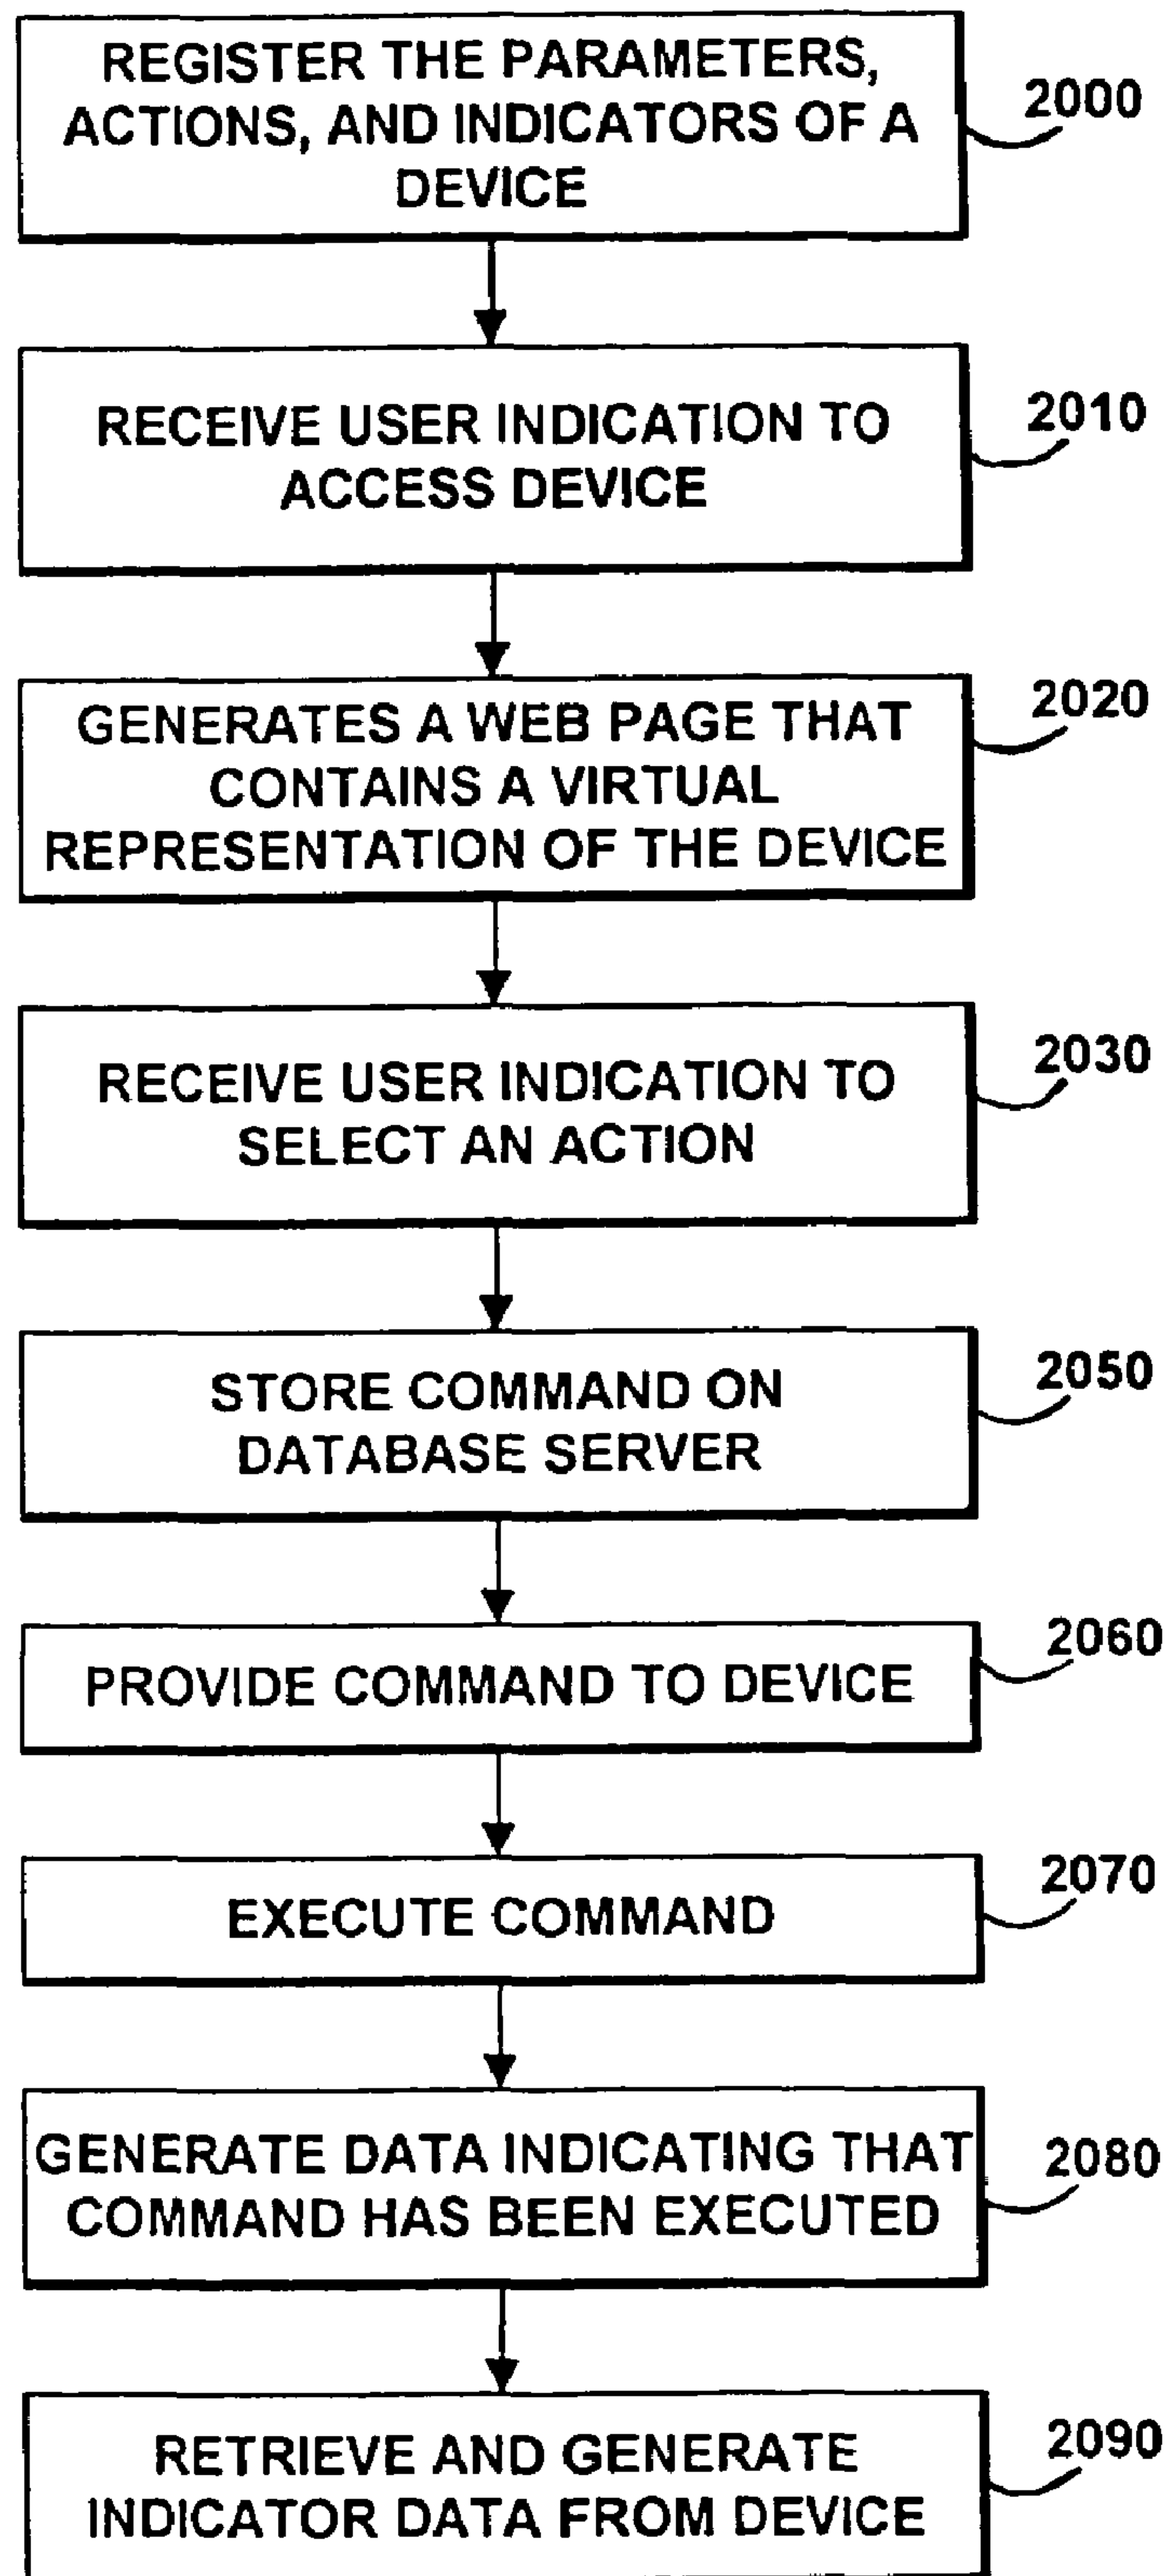 REGISTER THE PARAMETERS,
ACTIONS, AND INDICATORS OF A
DEVICE
2000
RECEIVE USER INDICATION TO
ACCESS DEVICE
2010
GENERATES A WEB PAGE THAT
CONTAINS A VIRTUAL
REPRESENTATION OF THE DEVICE
2020
RECEIVE USER INDICATION TO
SELECT AN ACTION
2030
STORE COMMAND ON
DATABASE SERVER
2050
PROVIDE COMMAND TO DEVICE
2060
EXECUTE COMMAND
2070
GENERATE DATA INDICATING THAT
COMMAND HAS BEEN EXECUTED
2080
RETRIEVE AND GENERATE
INDICATOR DATA FROM DEVICE
2090